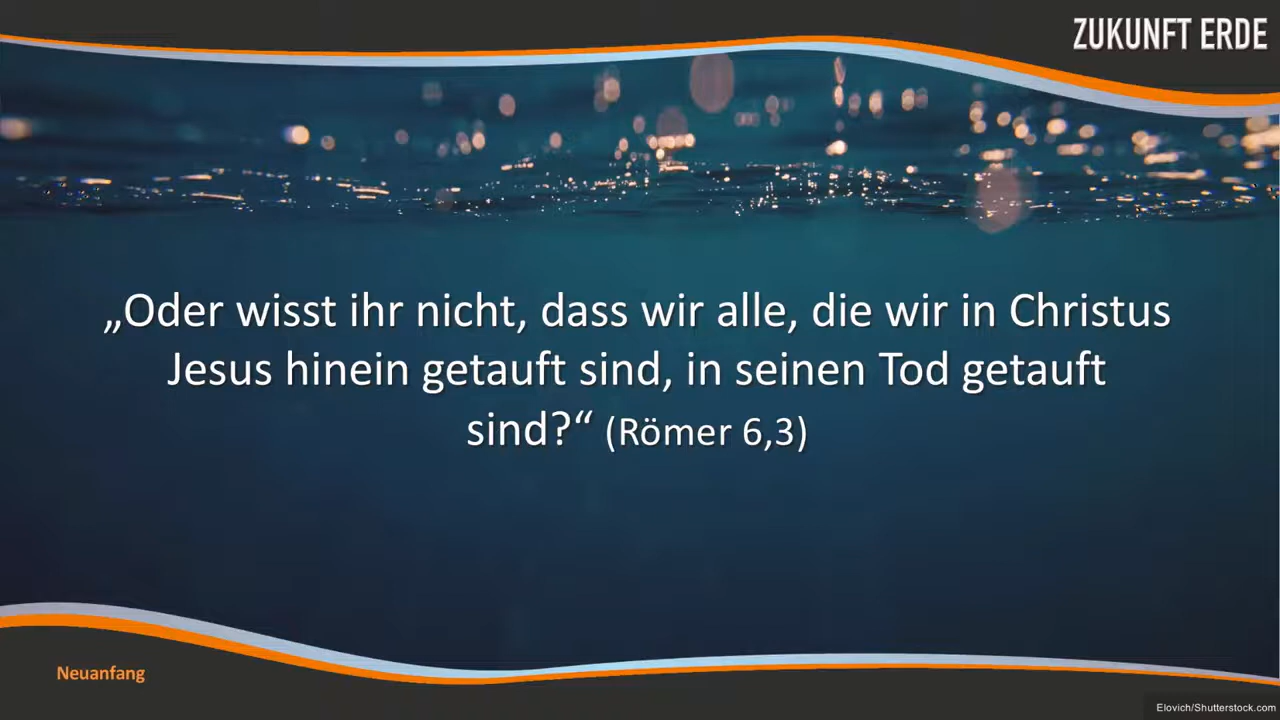 ZUKUNFT ERDE
„Oder wisst ihr nicht, dass wir alle, die wir in Christus
Jesus hinein getauft sind, in seinen Tod getauft
sind?“ (Römer 6,3)
Neuanfang
Elovich/Shutterstock.com